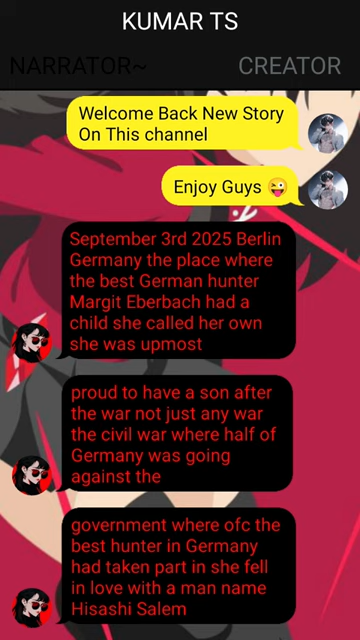 KUMAR TS
NARRATOR~
CREATOR
Welcome Back New Story
On This channel
Enjoy Guys 😜
September 3rd 2025 Berlin
Germany the place where
the best German hunter
Margit Eberbach had a
child she called her own
she was upmost
proud to have a son after
the war not just any war
the civil war where half of
Germany was going
against the
government where ofc the
best hunter in Germany
had taken part in she fell
in love with a man name
Hisashi Salem